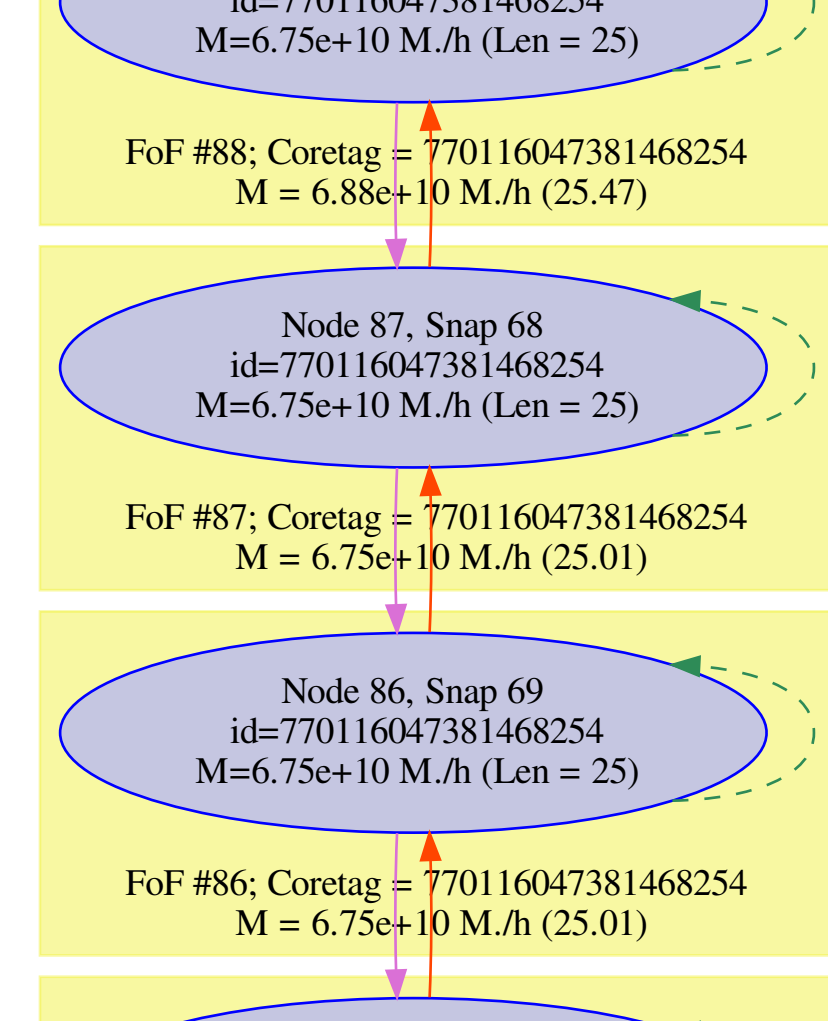 id=770116047381468254
M=6.75e+10 M./h (Len = 25)
FoF #88; Coretag = 770116047381468254
M = 6.88e+10 M./h (25.47)
Node 87, Snap 68
id=770116047381468254
M=6.75e+10 M./h (Len = 25)
FoF #87; Coretag = 770116047381468254
M = 6.75e+10 M./h (25.01)
Node 86, Snap 69
id=770116047381468254
M=6.75e+10 M./h (Len = 25)
FoF #86; Coretag = 770116047381468254
M = 6.75e+10 M./h (25.01)